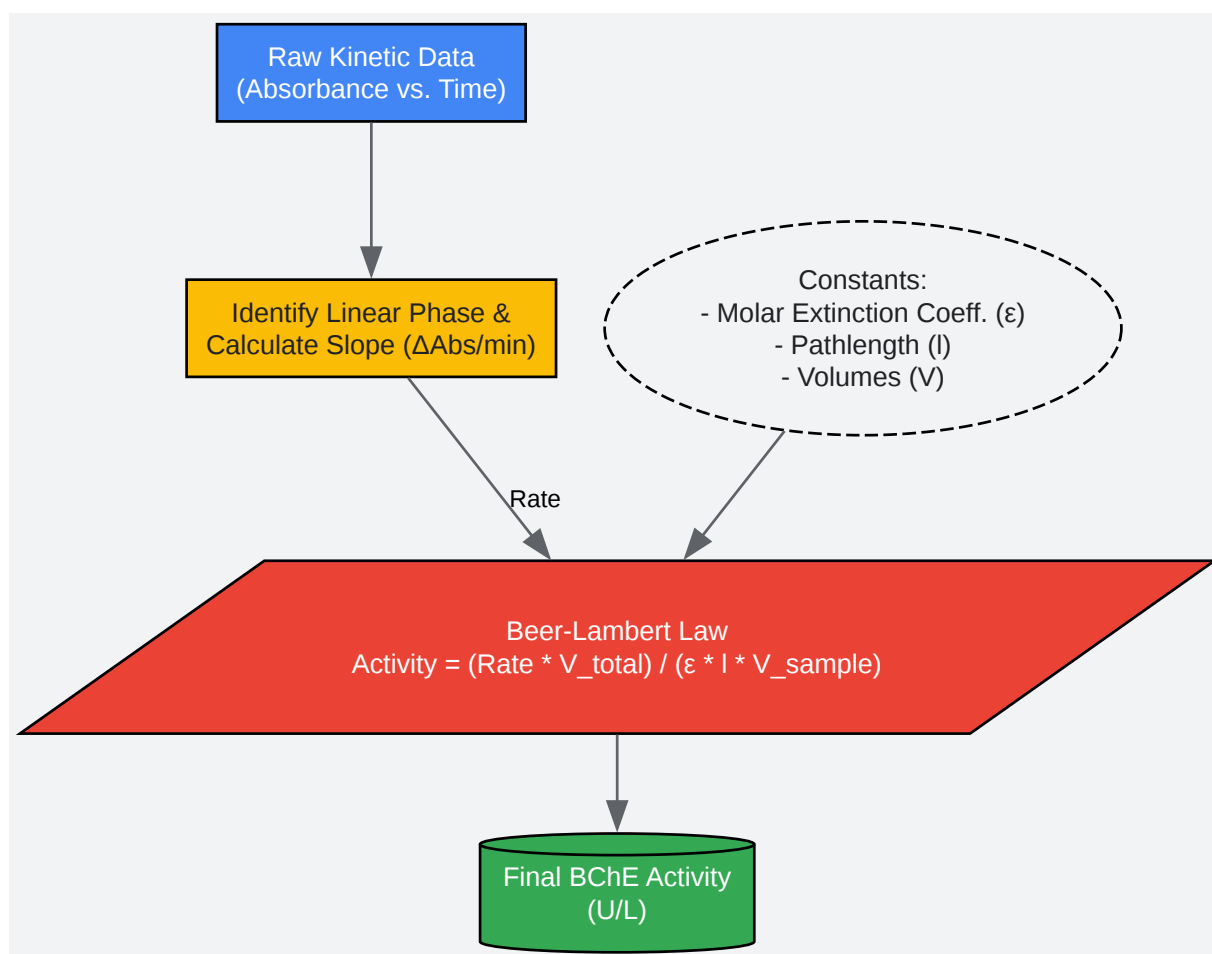 Raw Kinetic Data
(Absorbance vs. Time)
Identify Linear Phase &
Calculate Slope (ΔAbs/min)
Constants:
- Molar Extinction Coeff. (ε)
- Pathlength (l)
- Volumes (V)
Rate
Beer-Lambert Law
Activity = (Rate * V_total) / (ε * l * V_sample)
Final BChE Activity
(U/L)